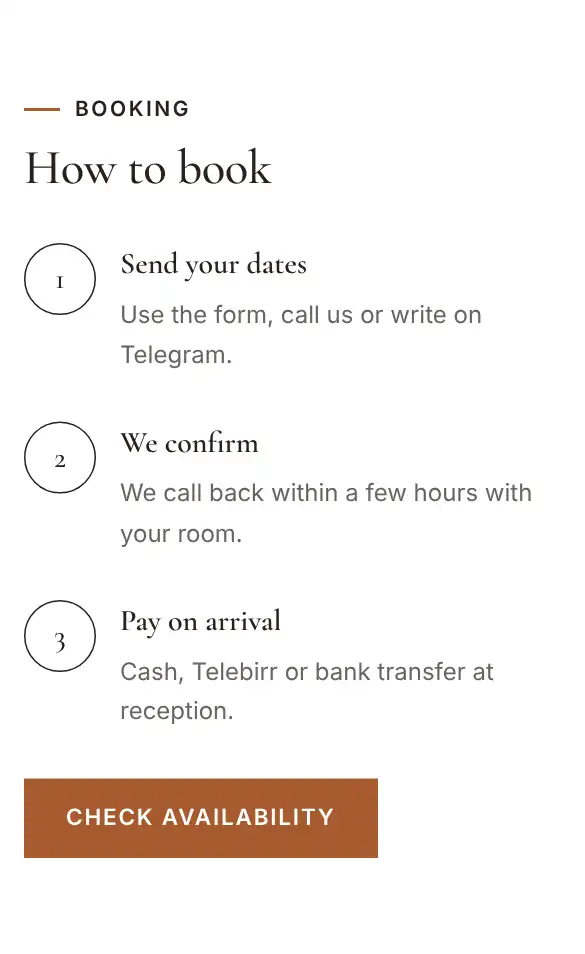 BOOKING
How to book
1
Send your dates
Use the form, call us or write on
Telegram.
2
We confirm
We call back within a few hours with
your room.
3
Pay on arrival
Cash, Telebirr or bank transfer at
reception.
CHECK AVAILABILITY